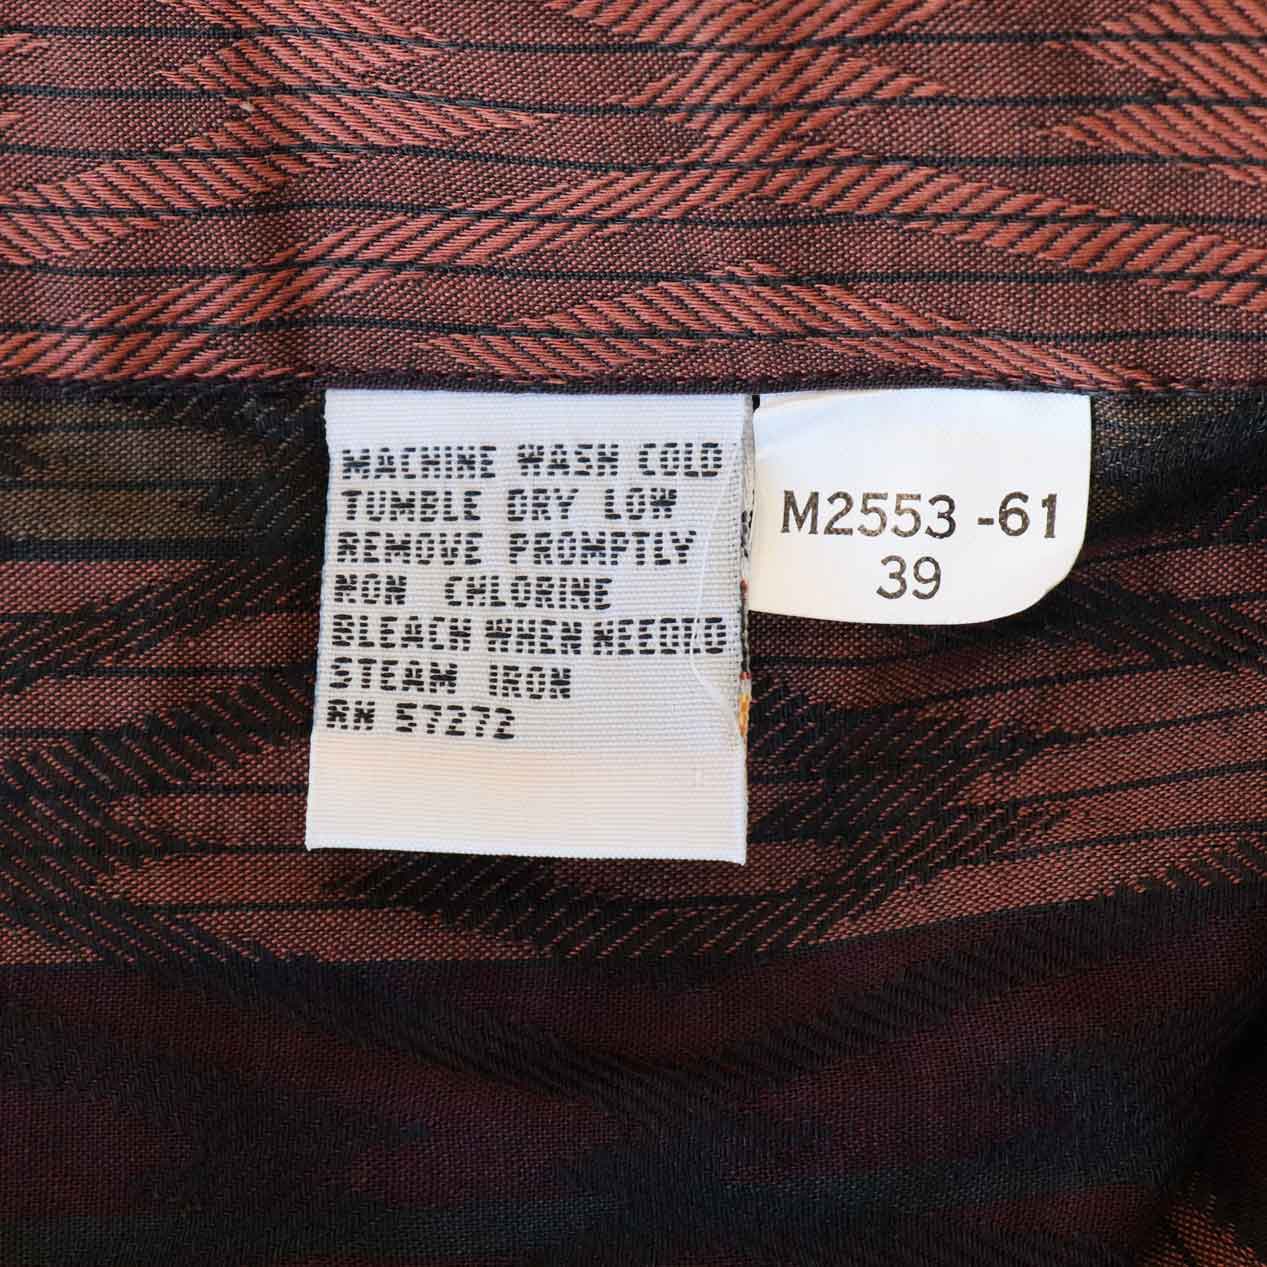 MACHINE WASH COLD
TUMBLE DRY LOW
REMOVE PROMPTLY
NON CHLORINE
BLEACH WHEN NEEDED
STEAM IRON
RN 57272
M2553 -61
39